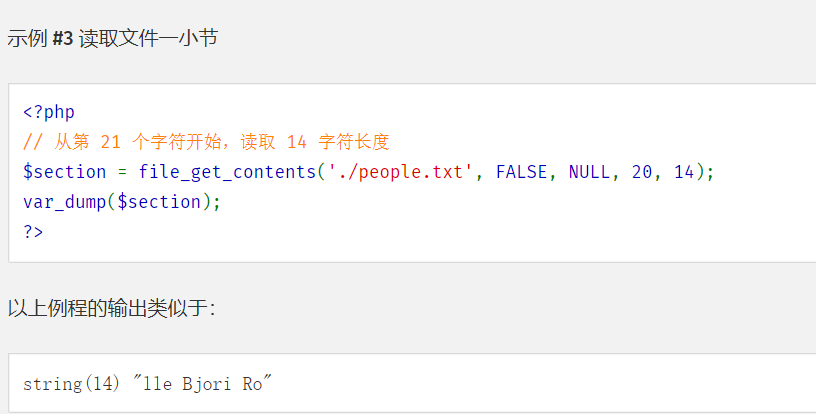 示例 #3 读取文件一小节
<?php
// 从第 21 个字符开始，读取 14 字符长度
$section = file_get_contents('./people.txt', FALSE, NULL, 20, 14);
var_dump($section);
?>
以上例程的输出类似于：
string(14) "lle Bjori Ro"